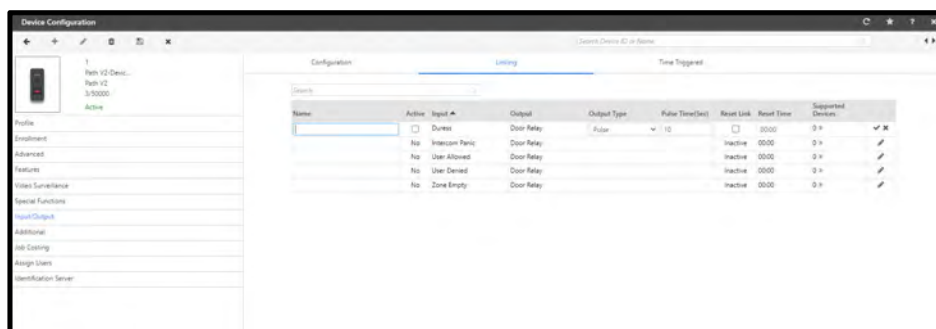 Device Configuration
Search Device ID or Name
1
Path V2-Devic...
Path V2
3/50000
Active
Profile
Enrollment
Advanced
Features
Video Surveillance
Special Functions
Input/Output
Additional
Job Costing
Assign Users
Identification Server
Configuration
Linking
Time Triggered
Search
Name Active Input Output Output Type Pulse Time(Sec) Reset Link Reset Time Supported Devices
Duress Door Relay Pulse 10 00:00 0 >
No Intercom Panic Door Relay Inactive 00:00 0 >
No User Allowed Door Relay Inactive 00:00 0 >
No User Denied Door Relay Inactive 00:00 0 >
No Zone Empty Door Relay Inactive 00:00 0 >